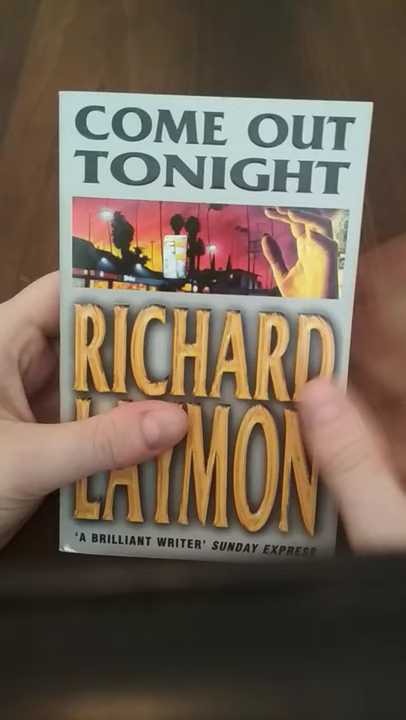 COME OUT
TONIGHT
RICHARD
LAYMON
'A BRILLIANT WRITER' SUNDAY EXPRESS